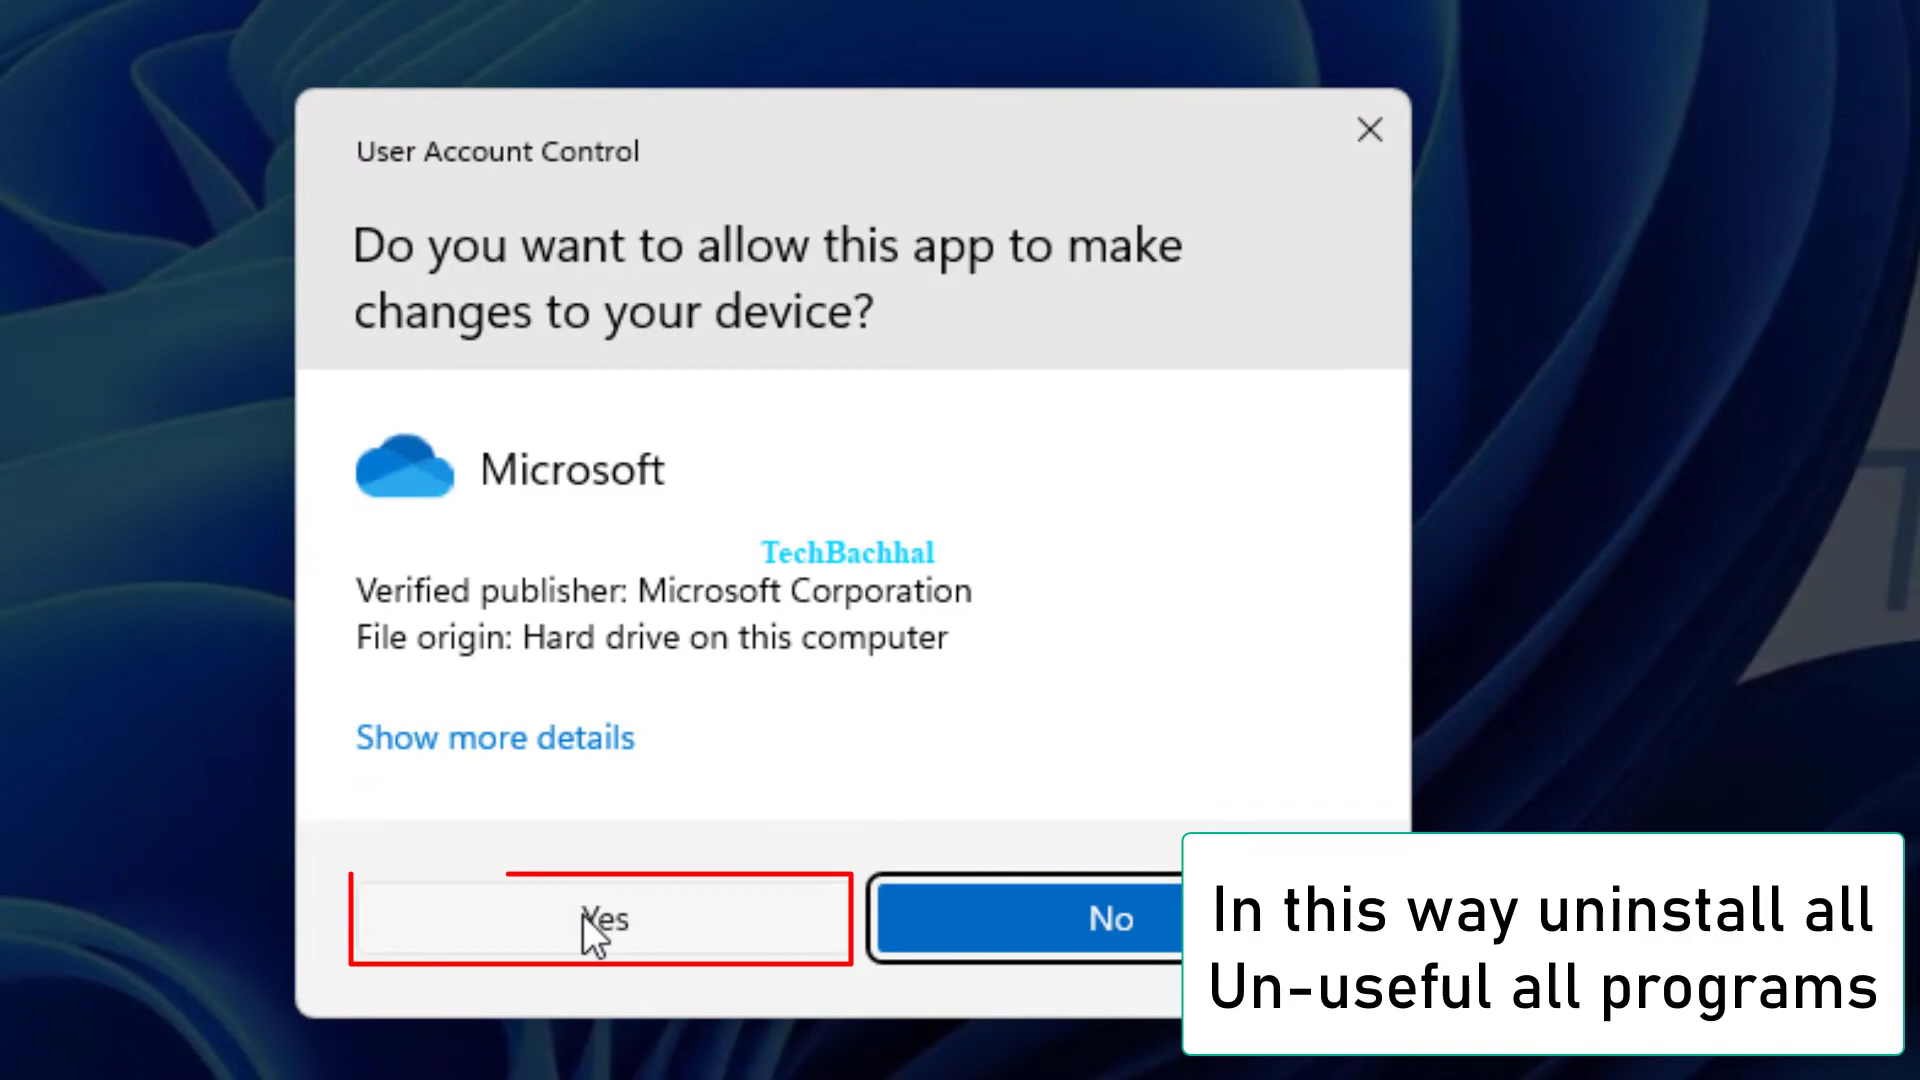 User Account Control
Do you want to allow this app to make
changes to your device?
Microsoft
TechBachhal
Verified publisher: Microsoft Corporation
File origin: Hard drive on this computer
Show more details
Yes
No
In this way uninstall all
Un-useful all programs